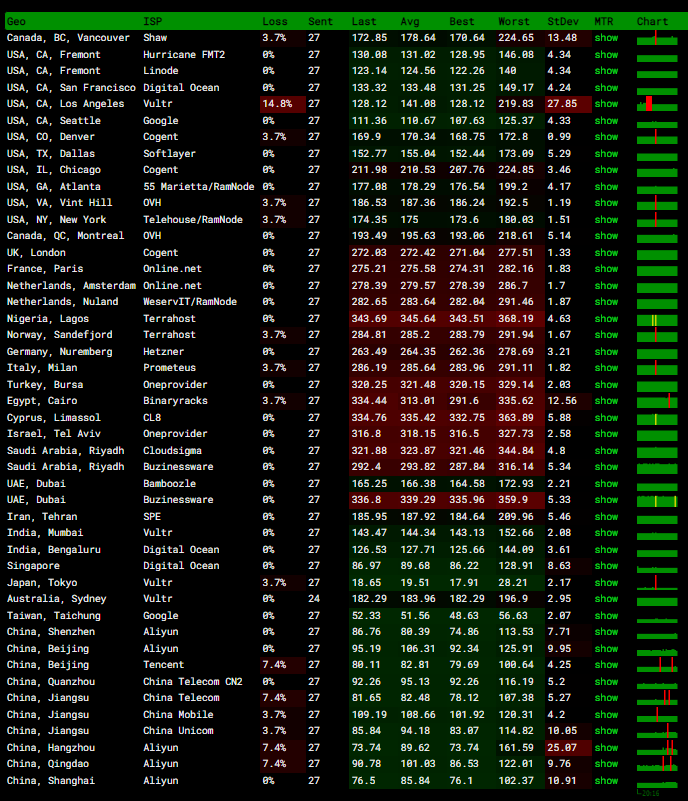 Geo ISP Loss Sent Last Avg Best Worst StDev MTR Chart
Canada, BC, Vancouver Shaw 3.7% 27 172.85 178.64 170.64 224.65 13.48 show
USA, CA, Fremont Hurricane FMT2 0% 27 130.08 131.02 128.95 146.08 4.34 show
USA, CA, Fremont Linode 0% 27 123.14 124.56 122.26 140 4.34 show
USA, CA, San Francisco Digital Ocean 0% 27 133.32 133.48 131.25 149.17 4.24 show
USA, CA, Los Angeles Vultr 14.8% 27 128.12 141.08 128.12 219.83 27.85 show
USA, CA, Seattle Google 0% 27 111.36 110.67 107.63 125.37 4.33 show
USA, CO, Denver Cogent 3.7% 27 169.9 170.34 168.75 172.8 0.99 show
USA, TX, Dallas Softlayer 0% 27 152.77 155.04 152.44 173.09 5.29 show
USA, IL, Chicago Cogent 0% 27 211.98 210.53 207.76 224.85 3.46 show
USA, GA, Atlanta 55 Marietta/RamNode 0% 27 177.08 178.29 176.54 199.2 4.17 show
USA, VA, Vint Hill OVH 3.7% 27 186.53 187.36 186.24 192.5 1.19 show
USA, NY, New York Telehouse/RamNode 3.7% 27 174.35 175 173.6 180.03 1.51 show
Canada, QC, Montreal OVH 0% 27 193.49 195.63 193.06 218.61 5.14 show
UK, London Cogent 0% 27 272.03 272.42 271.04 277.51 1.33 show
France, Paris Online.net 0% 27 275.21 275.58 274.31 282.16 1.83 show
Netherlands, Amsterdam Online.net 0% 27 278.39 279.57 278.39 286.7 1.7 show
Netherlands, Nuland WeservIT/RamNode 0% 27 282.65 283.64 282.04 291.46 1.87 show
Nigeria, Lagos Terrahost 0% 27 343.69 345.64 343.51 368.19 4.63 show
Norway, Sandefjord Terrahost 3.7% 27 284.81 285.2 283.79 291.94 1.67 show
Germany, Nuremberg Hetzner 0% 27 263.49 264.35 262.36 278.69 3.21 show
Italy, Milan Prometeus 3.7% 27 286.19 285.64 283.96 291.11 1.82 show
Turkey, Bursa Oneprovider 0% 27 320.25 321.48 320.15 329.14 2.03 show
Egypt, Cairo Binaryracks 3.7% 27 334.44 313.01 291.6 335.62 12.56 show
Cyprus, Limassol CL8 0% 27 334.76 335.42 332.75 363.89 5.88 show
Israel, Tel Aviv Oneprovider 0% 27 316.8 318.15 316.5 327.73 2.58 show
Saudi Arabia, Riyadh Cloudsigma 0% 27 321.88 323.87 321.46 344.84 4.8 show
Saudi Arabia, Riyadh Buzinessware 0% 27 292.4 293.82 287.84 316.14 5.34 show
UAE, Dubai Bamboozle 0% 27 165.25 166.38 164.58 172.93 2.21 show
UAE, Dubai Buzinessware 0% 27 336.8 339.29 335.96 359.9 5.33 show
Iran, Tehran SPE 0% 27 185.95 187.92 184.64 209.96 5.46 show
India, Mumbai Vultr 0% 27 143.47 144.34 143.13 152.66 2.08 show
India, Bengaluru Digital Ocean 0% 27 126.53 127.71 125.66 144.09 3.61 show
Singapore Digital Ocean 0% 27 86.97 89.68 86.22 128.91 8.63 show
Japan, Tokyo Vultr 3.7% 27 18.65 19.51 17.91 28.21 2.17 show
Australia, Sydney Vultr 0% 24 182.29 183.96 182.29 196.9 2.95 show
Taiwan, Taichung Google 0% 27 52.33 51.56 48.63 56.63 2.07 show
China, Shenzhen Aliyun 0% 27 86.76 80.39 74.86 113.53 7.71 show
China, Beijing Aliyun 0% 27 95.19 106.31 92.34 125.91 9.95 show
China, Beijing Tencent 7.4% 27 80.11 82.81 79.69 100.64 4.25 show
China, Quanzhou China Telecom CN2 0% 27 92.26 95.13 92.26 116.19 5.2 show
China, Jiangsu China Telecom 7.4% 27 81.65 82.48 78.12 107.38 5.27 show
China, Jiangsu China Mobile 3.7% 27 109.19 108.66 101.92 120.31 4.2 show
China, Jiangsu China Unicom 3.7% 27 85.84 94.18 83.07 114.82 10.05 show
China, Hangzhou Aliyun 7.4% 27 73.74 89.62 73.74 161.59 25.07 show
China, Qingdao Aliyun 7.4% 27 90.78 101.03 86.53 122.01 9.76 show
China, Shanghai Aliyun 0% 27 76.5 85.84 76.1 102.37 10.91 show